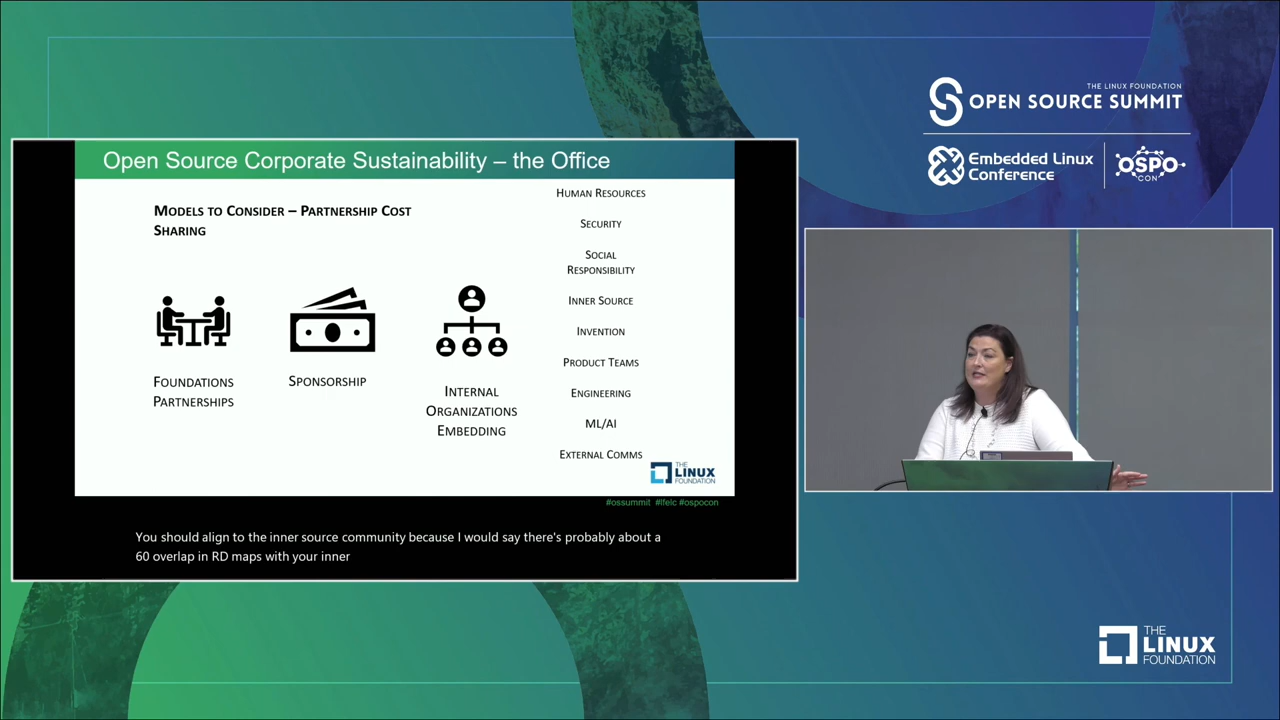 THE LINUX FOUNDATION
OPEN SOURCE SUMMIT
Embedded Linux
Conference
OSPO
CON
Open Source Corporate Sustainability – the Office
MODELS TO CONSIDER – PARTNERSHIP COST
SHARING
FOUNDATIONS
PARTNERSHIPS
SPONSORSHIP
INTERNAL
ORGANIZATIONS
EMBEDDING
HUMAN RESOURCES
SECURITY
SOCIAL
RESPONSIBILITY
INNER SOURCE
INVENTION
PRODUCT TEAMS
ENGINEERING
ML/AI
EXTERNAL COMMS
THE
LINUX
FOUNDATION
#ossummit #lfelc #ospocon
You should align to the inner source community because I would say there's probably about a
60 overlap in RD maps with your inner
THE
LINUX
FOUNDATION